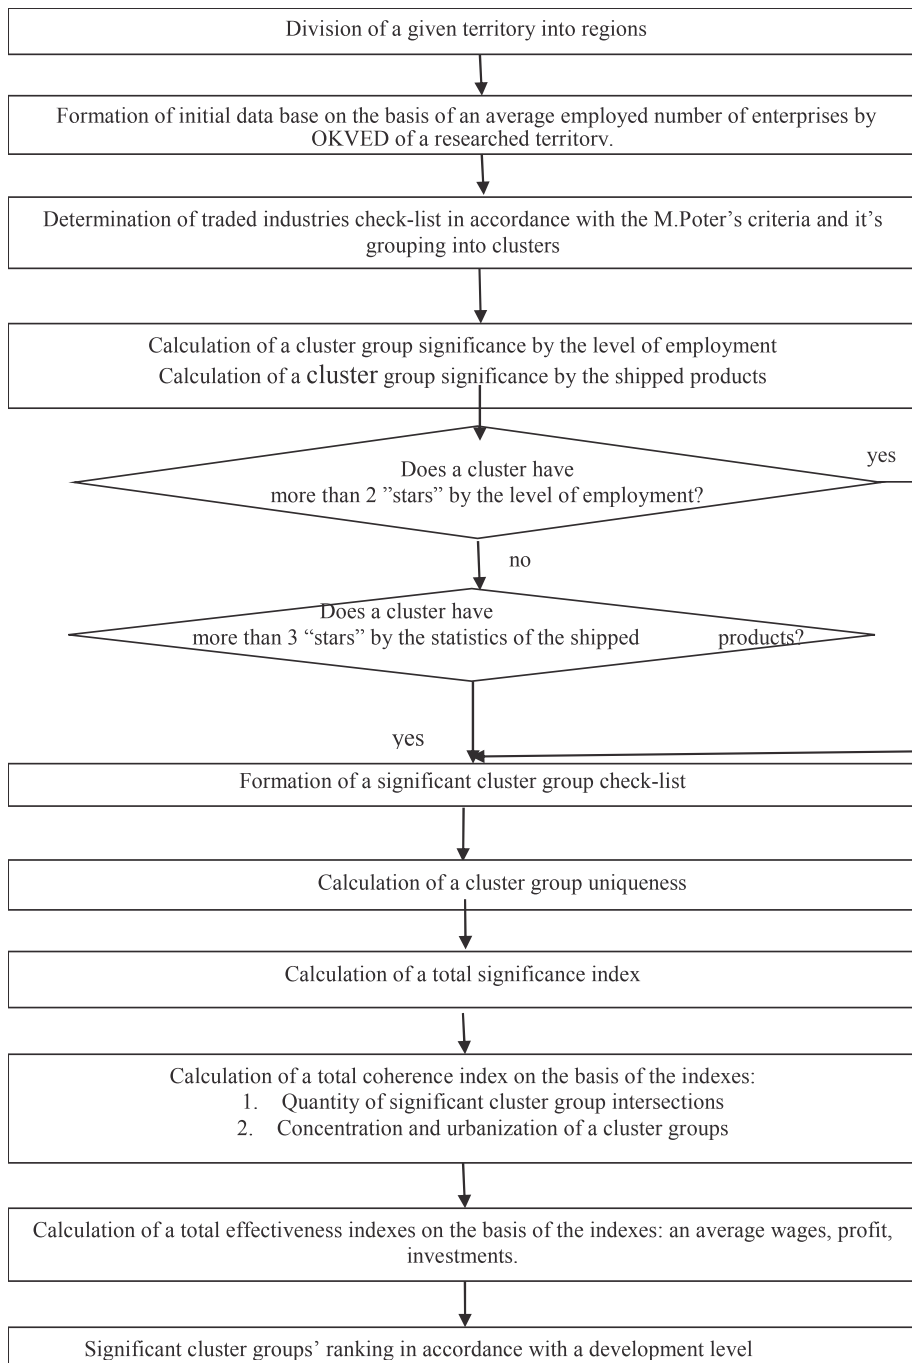 Division of a given territory into regions
Formation of initial data base on the basis of an average employed number of enterprises by
OKVED of a researched territory.
Determination of traded industries check-list in accordance with the M.Poter’s criteria and it’s
grouping into clusters
Calculation of a cluster group significance by the level of employment
Calculation of a cluster group significance by the shipped products
Does a cluster have
more than 2 ”stars” by the level of employment?
yes
no
Does a cluster have
more than 3 “stars” by the statistics of the shipped products?
yes
Formation of a significant cluster group check-list
Calculation of a cluster group uniqueness
Calculation of a total significance index
Calculation of a total coherence index on the basis of the indexes:
1. Quantity of significant cluster group intersections
2. Concentration and urbanization of a cluster groups
Calculation of a total effectiveness indexes on the basis of the indexes: an average wages, profit,
investments.
Significant cluster groups’ ranking in accordance with a development level